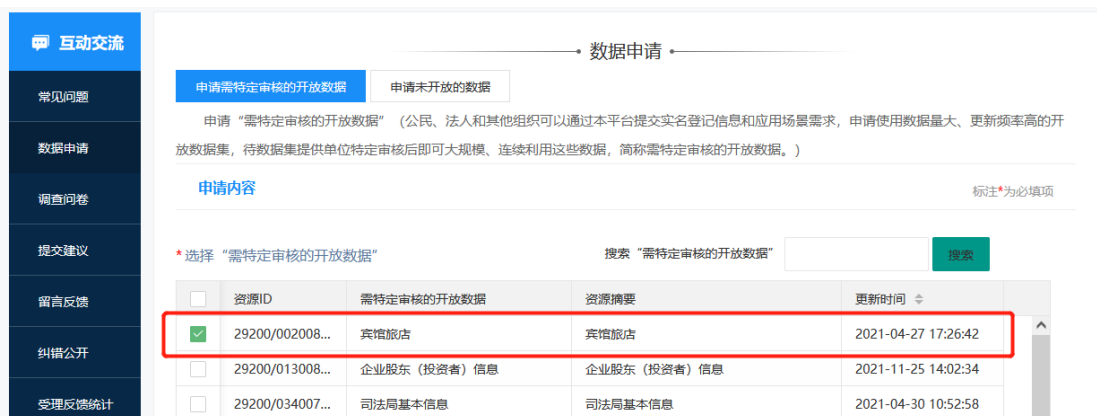 互动交流
常见问题
数据申请
调查问卷
提交建议
留言反馈
纠错公开
受理反馈统计
数据申请
申请需特定审核的开放数据
申请未开放的数据
申请“需特定审核的开放数据”（公民、法人和其他组织可以通过本平台提交实名登记信息和应用场景需求，申请使用数据量大、更新频率高的开
放数据集，待数据集提供单位特定审核后即可大规模、连续利用这些数据，简称需特定审核的开放数据。）
申请内容
标注*为必填项
*选择“需特定审核的开放数据”
搜索“需特定审核的开放数据”
搜索
资源ID 需特定审核的开放数据 资源摘要 更新时间
29200/002008... 宾馆旅店 宾馆旅店 2021-04-27 17:26:42
29200/013008... 企业股东（投资者）信息 企业股东（投资者）信息 2021-11-25 14:02:34
29200/034007... 司法局基本信息 司法局基本信息 2021-04-30 10:52:58